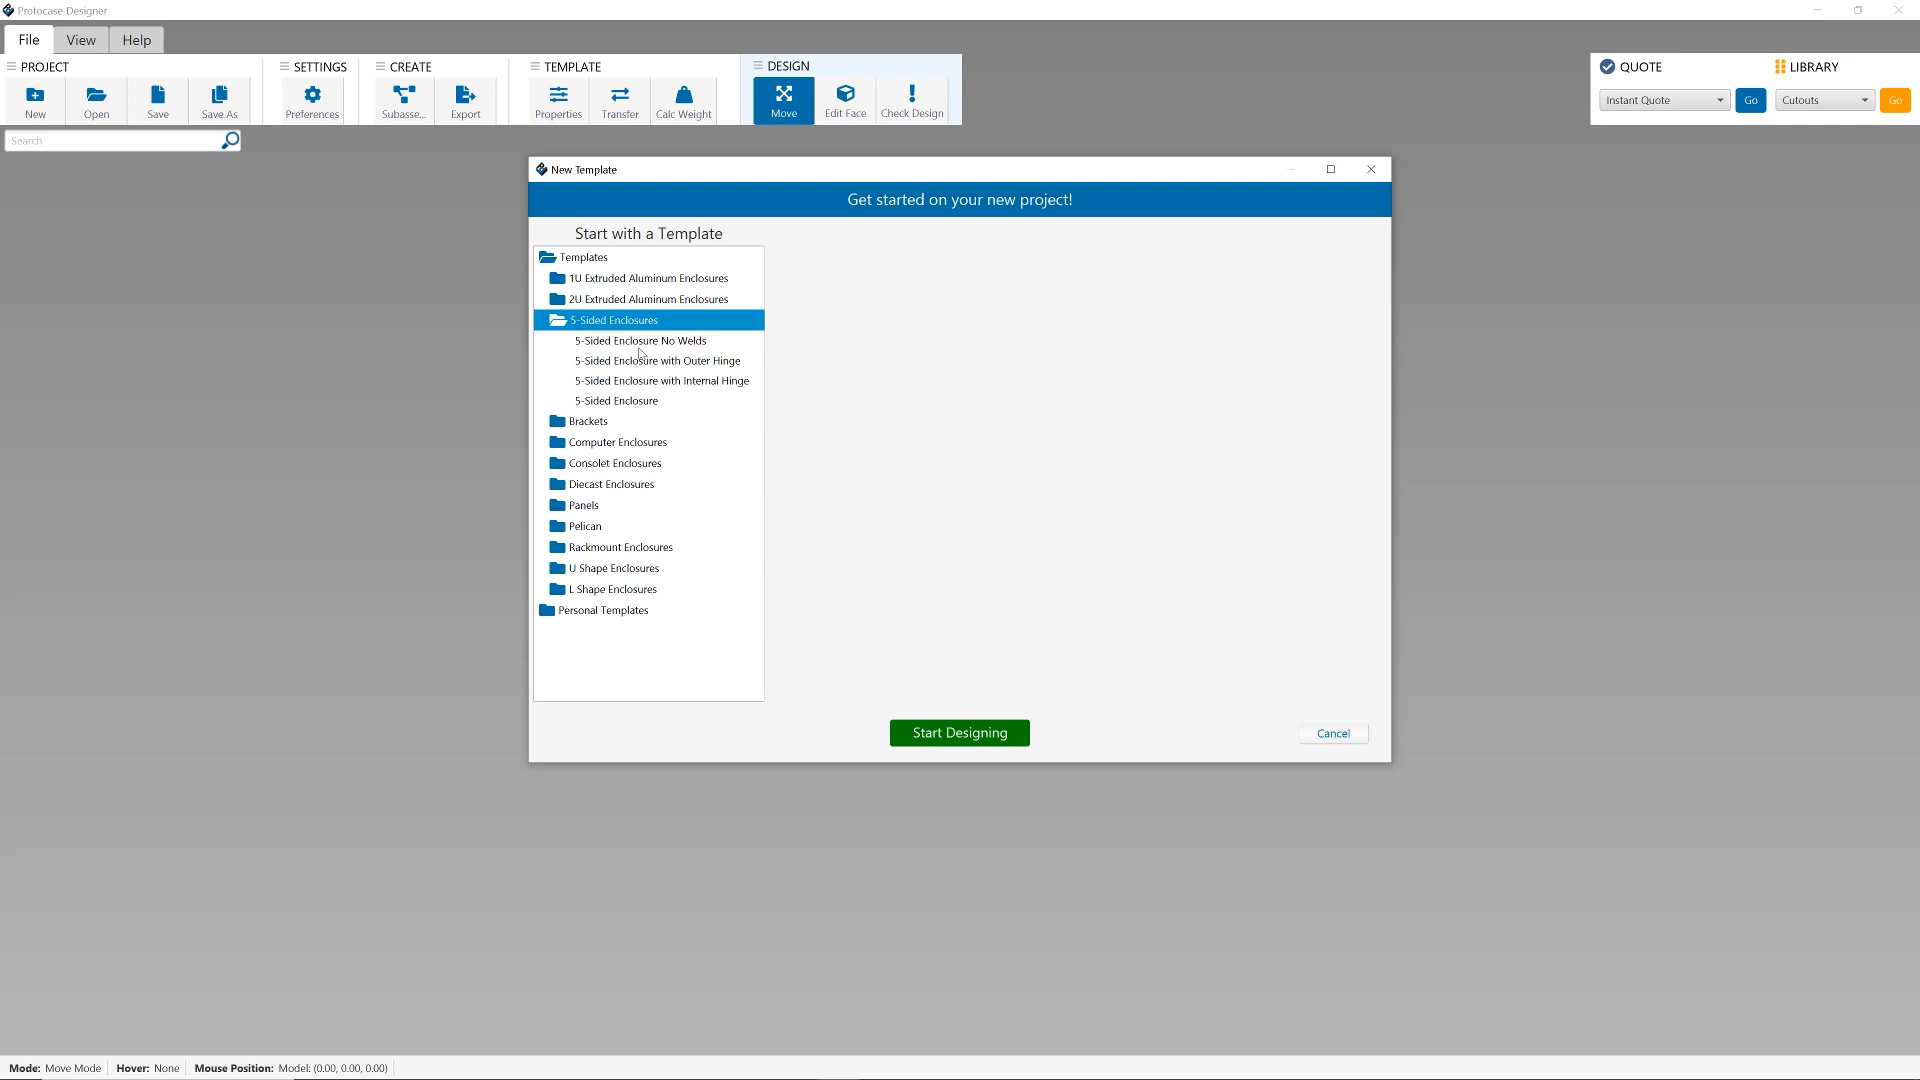 Protocase Designer
File View Help
PROJECT SETTINGS CREATE TEMPLATE DESIGN QUOTE LIBRARY
New Open Save Save As Preferences Subasse... Export Properties Transfer Calc Weight Move Edit Face Check Design Instant Quote Go Cutouts Go
Search
New Template
Get started on your new project!
Start with a Template
Templates
1U Extruded Aluminum Enclosures
2U Extruded Aluminum Enclosures
5-Sided Enclosures
5-Sided Enclosure No Welds
5-Sided Enclosure with Outer Hinge
5-Sided Enclosure with Internal Hinge
5-Sided Enclosure
Brackets
Computer Enclosures
Consolet Enclosures
Diecast Enclosures
Panels
Pelican
Rackmount Enclosures
U Shape Enclosures
L Shape Enclosures
Personal Templates
Start Designing Cancel
Mode: Move Mode Hover: None Mouse Position: Model: (0.00, 0.00, 0.00)